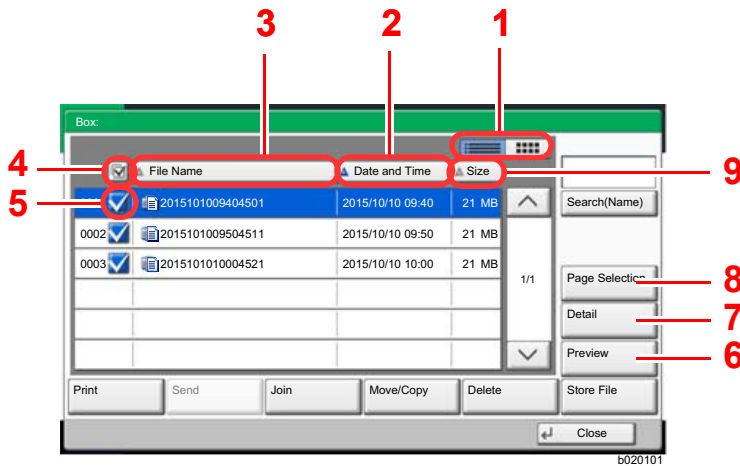 3 2 1
Box:
4 File Name Date and Time Size 9
5 2015101009404501 2015/10/10 09:40 21 MB Search(Name)
0002 2015101009504511 2015/10/10 09:50 21 MB
0003 2015101010004521 2015/10/10 10:00 21 MB
1/1 Page Selection 8
Detail 7
Preview 6
Print Send Join Move/Copy Delete Store File
Close
b020101